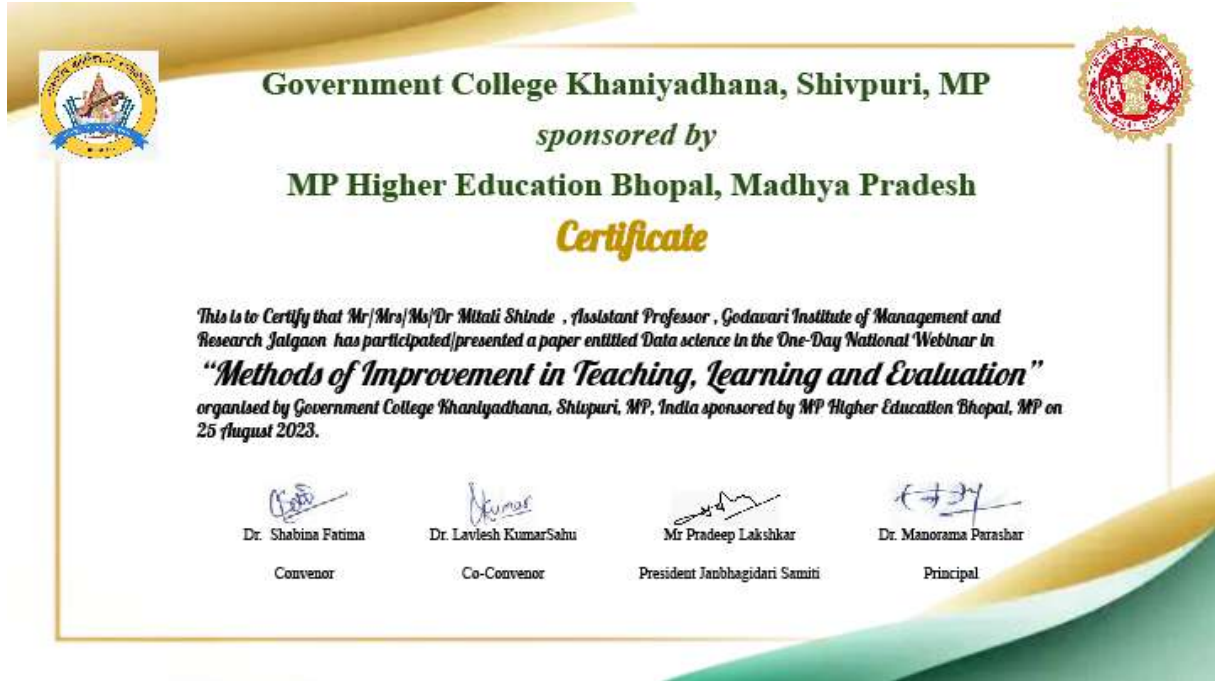 Government College Khaniyadhana, Shivpuri, MP
sponsored by
MP Higher Education Bhopal, Madhya Pradesh
Certificate
This is to Certify that Mr/Mrs/Ms/Dr Mitali Shinde , Assistant Professor , Godavari Institute of Management and
Research Jalgaon has participated/presented a paper entitled Data science in the One-Day National Webinar in
“Methods of Improvement in Teaching, Learning and Evaluation”
organised by Government College Khaniyadhana, Shivpuri, MP, India sponsored by MP Higher Education Bhopal, MP on
25 August 2023.
Dr. Shabina Fatima Dr. Lavlesh KumarSahu Mr Pradeep Lakshkar Dr. Manorama Parashar
Convenor Co-Convenor President Janbhagidari Samiti Principal